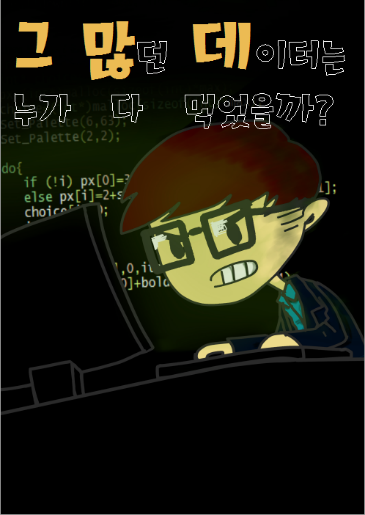 그 많던 데이터는
누가 다 먹었을까?
Set_Palette(6,63);
Set_Palette(2,2);
do{
if (!i) px[0]=
else px[i]=2+s
];
choice